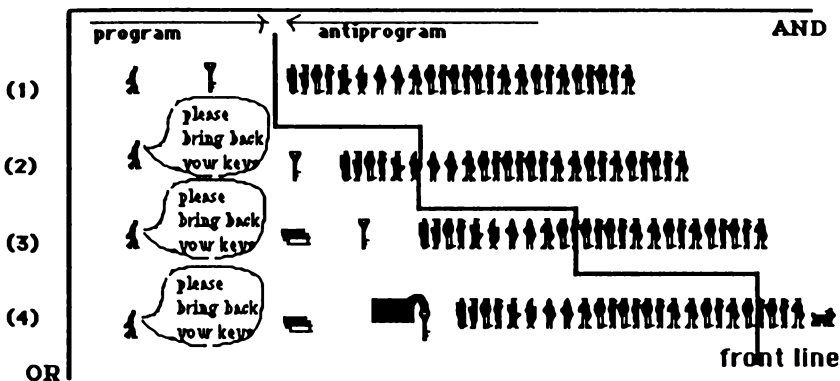 program antiprogram AND
(1)
please
bring back
your keys
(2)
please
bring back
your keys
(3)
please
bring back
your keys
(4)
front line
OR